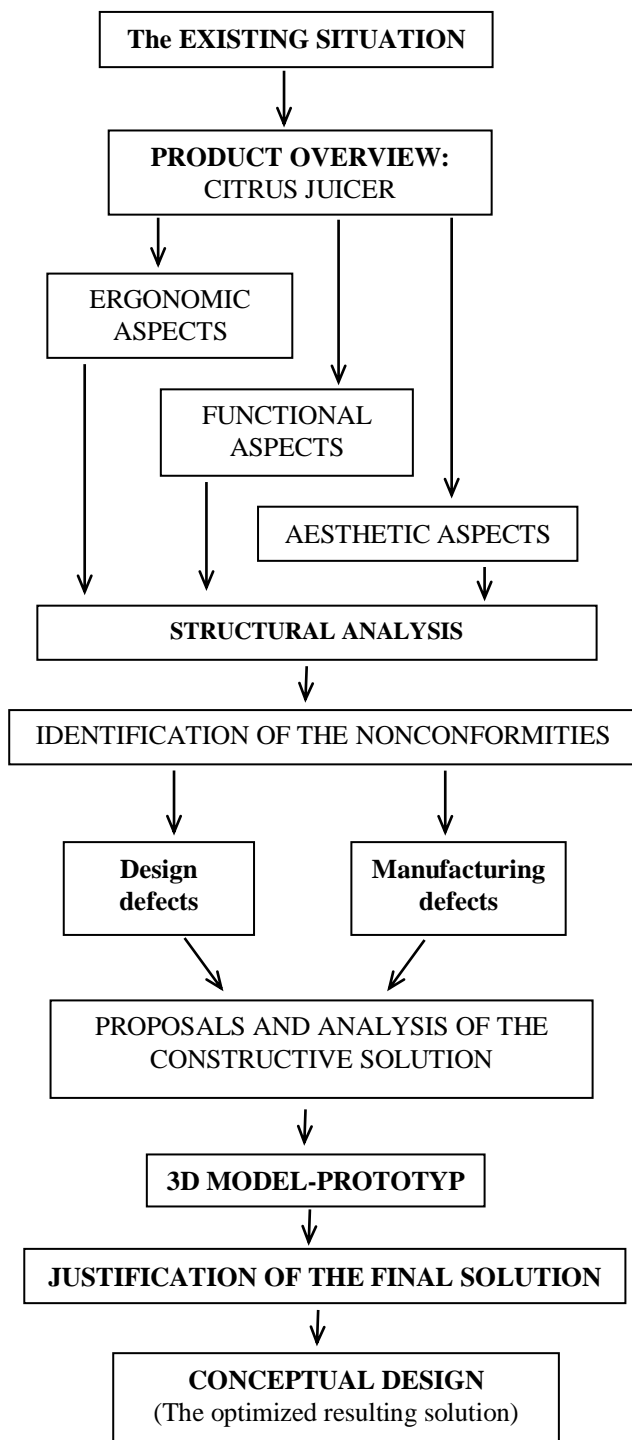 The EXISTING SITUATION
PRODUCT OVERVIEW:
CITRUS JUICER
ERGONOMIC
ASPECTS
FUNCTIONAL
ASPECTS
AESTHETIC ASPECTS
STRUCTURAL ANALYSIS
IDENTIFICATION OF THE NONCONFORMITIES
Design
defects
Manufacturing
defects
PROPOSALS AND ANALYSIS OF THE
CONSTRUCTIVE SOLUTION
3D MODEL-PROTOTYP
JUSTIFICATION OF THE FINAL SOLUTION
CONCEPTUAL DESIGN
(The optimized resulting solution)